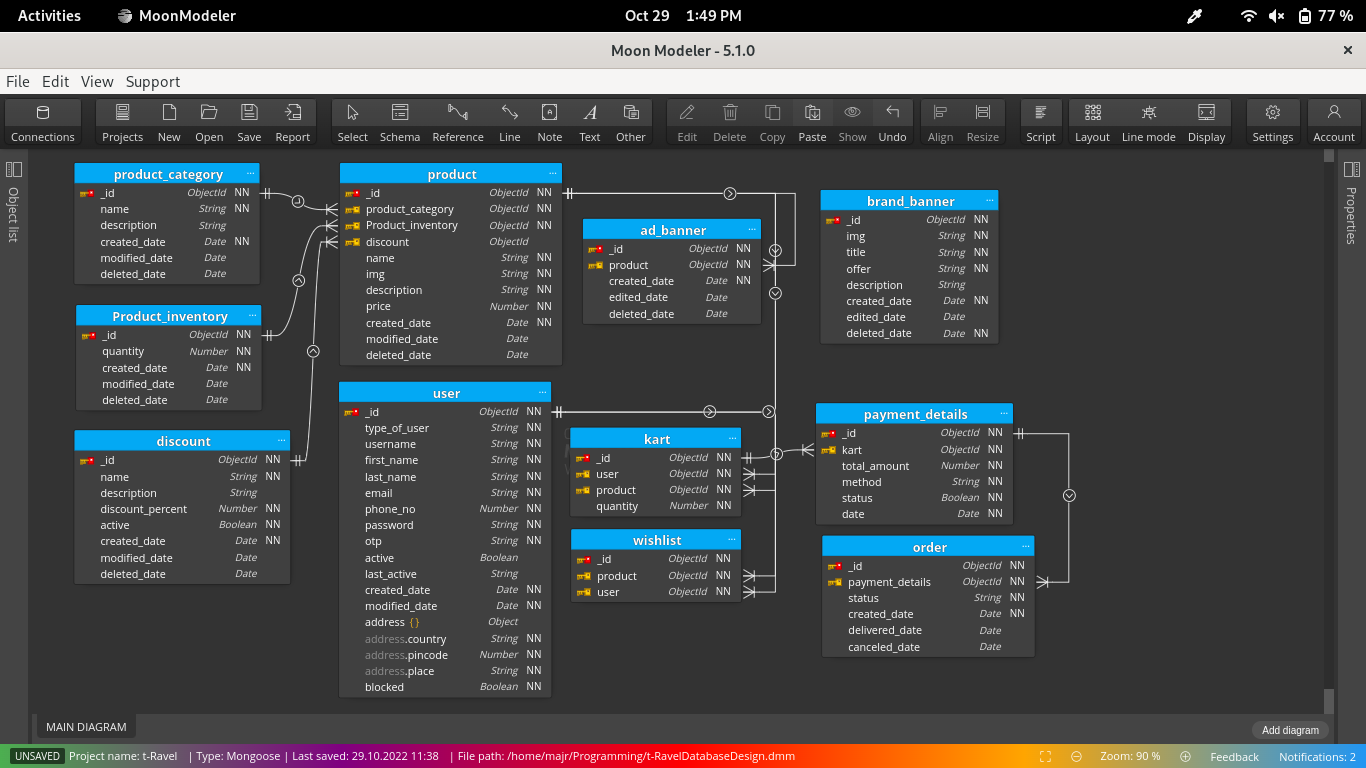 Activities MoonModeler Oct 29 1:49 PM 77 %
Moon Modeler - 5.1.0 ×
File Edit View Support
Connections Projects New Open Save Report Select Schema Reference Line Note Text Other Edit Delete Copy Paste Show Undo Align Resize Script Layout Line mode Display Settings Account
Object list
product_category ...
_id ObjectId NN
name String NN
description String
created_date Date NN
modified_date Date
deleted_date Date
Product_inventory ...
_id ObjectId NN
quantity Number NN
created_date Date NN
modified_date Date
deleted_date Date
discount ...
_id ObjectId NN
name String NN
description String
discount_percent Number NN
active Boolean NN
created_date Date NN
modified_date Date
deleted_date Date
product ...
_id ObjectId NN
product_category ObjectId NN
Product_inventory ObjectId NN
discount ObjectId
name String NN
img String NN
description String NN
price Number NN
created_date Date NN
modified_date Date
deleted_date Date
user ...
_id ObjectId NN
type_of_user String NN
username String NN
first_name String NN
last_name String NN
email String NN
phone_no Number NN
password String NN
otp String NN
active Boolean
last_active String
created_date Date NN
modified_date Date NN
address {} Object
address.country String NN
address.pincode Number NN
address.place String NN
blocked Boolean NN
ad_banner ...
_id ObjectId NN
product ObjectId NN
created_date Date NN
edited_date Date
deleted_date Date
kart ...
_id ObjectId NN
user ObjectId NN
product ObjectId NN
quantity Number NN
wishlist ...
_id ObjectId NN
product ObjectId NN
user ObjectId NN
brand_banner ...
_id ObjectId NN
img String NN
title String NN
offer String NN
description String
created_date Date NN
edited_date Date
deleted_date Date NN
payment_details ...
_id ObjectId NN
kart ObjectId NN
total_amount Number NN
method String NN
status Boolean NN
date Date NN
order ...
_id ObjectId NN
payment_details ObjectId NN
status String NN
created_date Date NN
delivered_date Date
canceled_date Date
Properties
MAIN DIAGRAM
Add diagram
UNSAVED Project name: t-Ravel | Type: Mongoose | Last saved: 29.10.2022 11:38 | File path: /home/majr/Programming/t-RavelDatabaseDesign.dmm Zoom: 90 % Feedback Notifications: 2